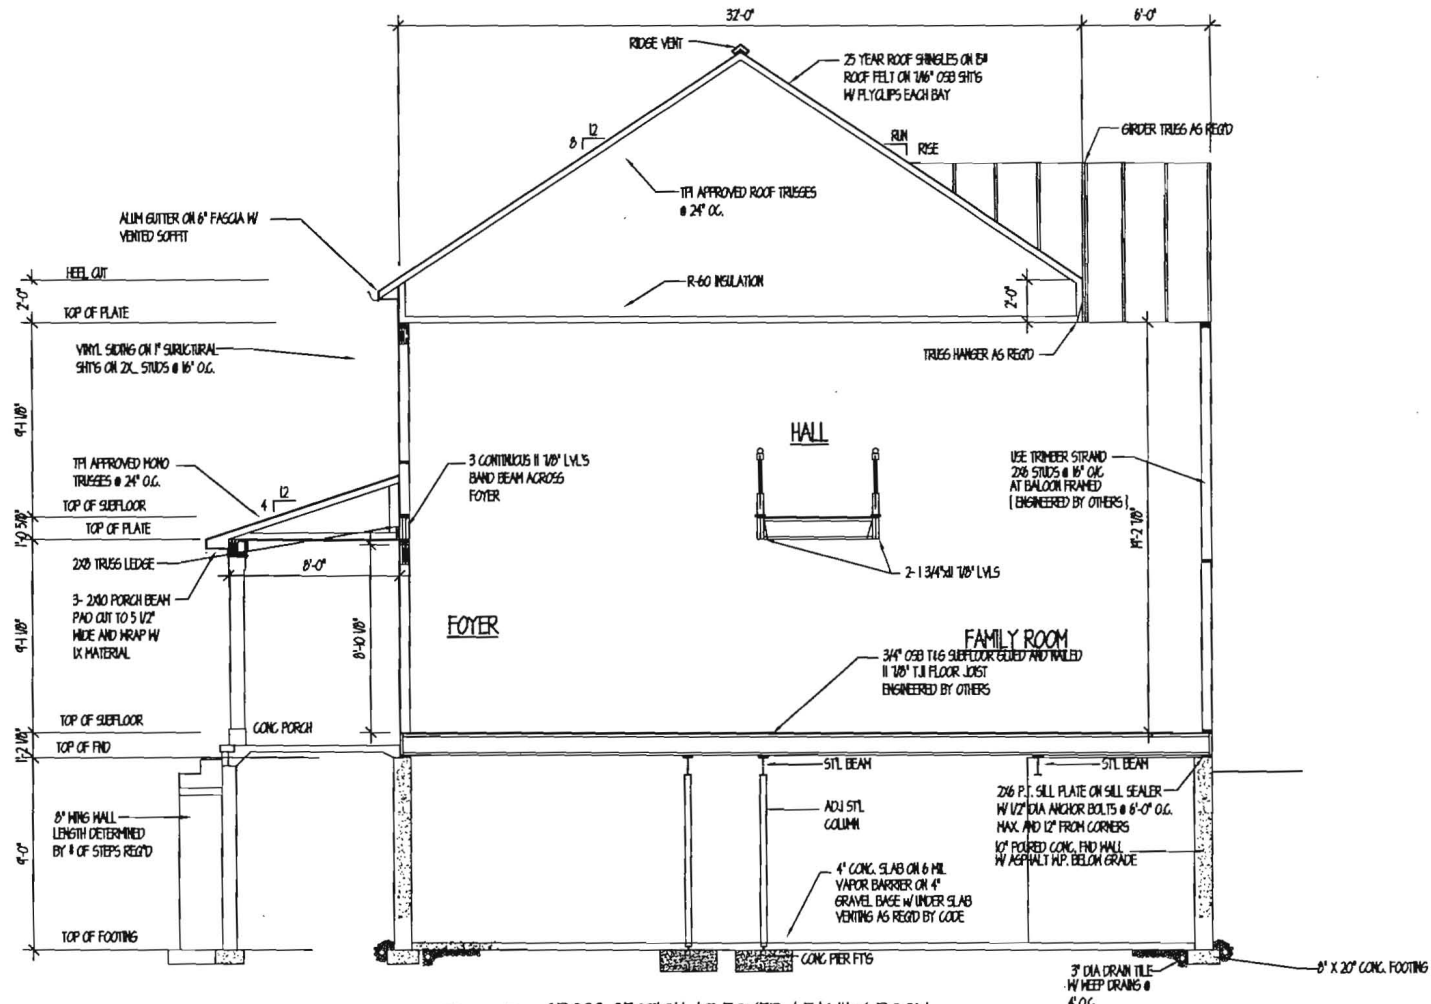 32'-0"
6'-0"
RIDGE VENT
25 YEAR ROOF SHINGLES ON 15#
ROOF FELT ON 7/16" OSB SHT'G
W/ PLYCLIPS EACH BAY
12
8
RUN
RISE
GIRDER TRUSS AS REQ'D
TPI APPROVED ROOF TRUSSES
@ 24" O.C.
ALUM GUTTER ON 6" FASCIA W/
VENTED SOFFIT
HEEL CUT
2'-0"
TOP OF PLATE
R-60 INSULATION
2'-0"
VINYL SIDING ON 1" SURUCTURAL
SHT'G ON 2X_ STUDS @ 16" O.C.
TRUSS HANGER AS REQ'D
9'-1 1/8"
HALL
TPI APPROVED MONO
TRUSSES @ 24" O.C.
3 CONTINUOUS 11 7/8" LVL'S
BAND BEAM ACROSS
FOYER
USE TRIMBER STRAND
2X6 STUDS @ 16" O/C
AT BALOON FRAMED
( ENGINEERED BY OTHERS )
12
4
TOP OF SUBFLOOR
1'-0 5/8"
TOP OF PLATE
19'-2 7/8"
2X8 TRUSS LEDGE
8'-0"
2- 1 3/4"x11 7/8" LVLS
3- 2X10 PORCH BEAM
PAD OUT TO 5 1/2"
WIDE AND WRAP W/
1X MATERIAL
9'-1 1/8"
8'-10 1/8"
FOYER
FAMILY ROOM
3/4" OSB T&G SUBFLOOR GLUED AND NAILED
11 7/8" TJI FLOOR JOIST
ENGINEERED BY OTHERS
TOP OF SUBFLOOR
CONC PORCH
1'-2 1/8"
TOP OF FND
STL BEAM
STL BEAM
2X6 P.T. SILL PLATE ON SILL SEALER
W/ 1/2" DIA ANCHOR BOLTS @ 6'-0" O.C.
MAX. AND 12" FROM CORNERS
10" POURED CONC. FND WALL
W/ ASPHALT W.P. BELOW GRADE
8" WING WALL
LENGTH DETERMINED
BY # OF STEPS REQ'D
ADJ STL
COLUMN
9'-0"
4" CONC. SLAB ON 6 MIL
VAPOR BARRIER ON 4"
GRAVEL BASE W/ UNDER SLAB
VENTING AS REQ'D BY CODE
TOP OF FOOTING
CONC PIER FT'G
3" DIA DRAIN TILE
W/ WEEP DRAINS @
8" X 20" CONC. FOOTING